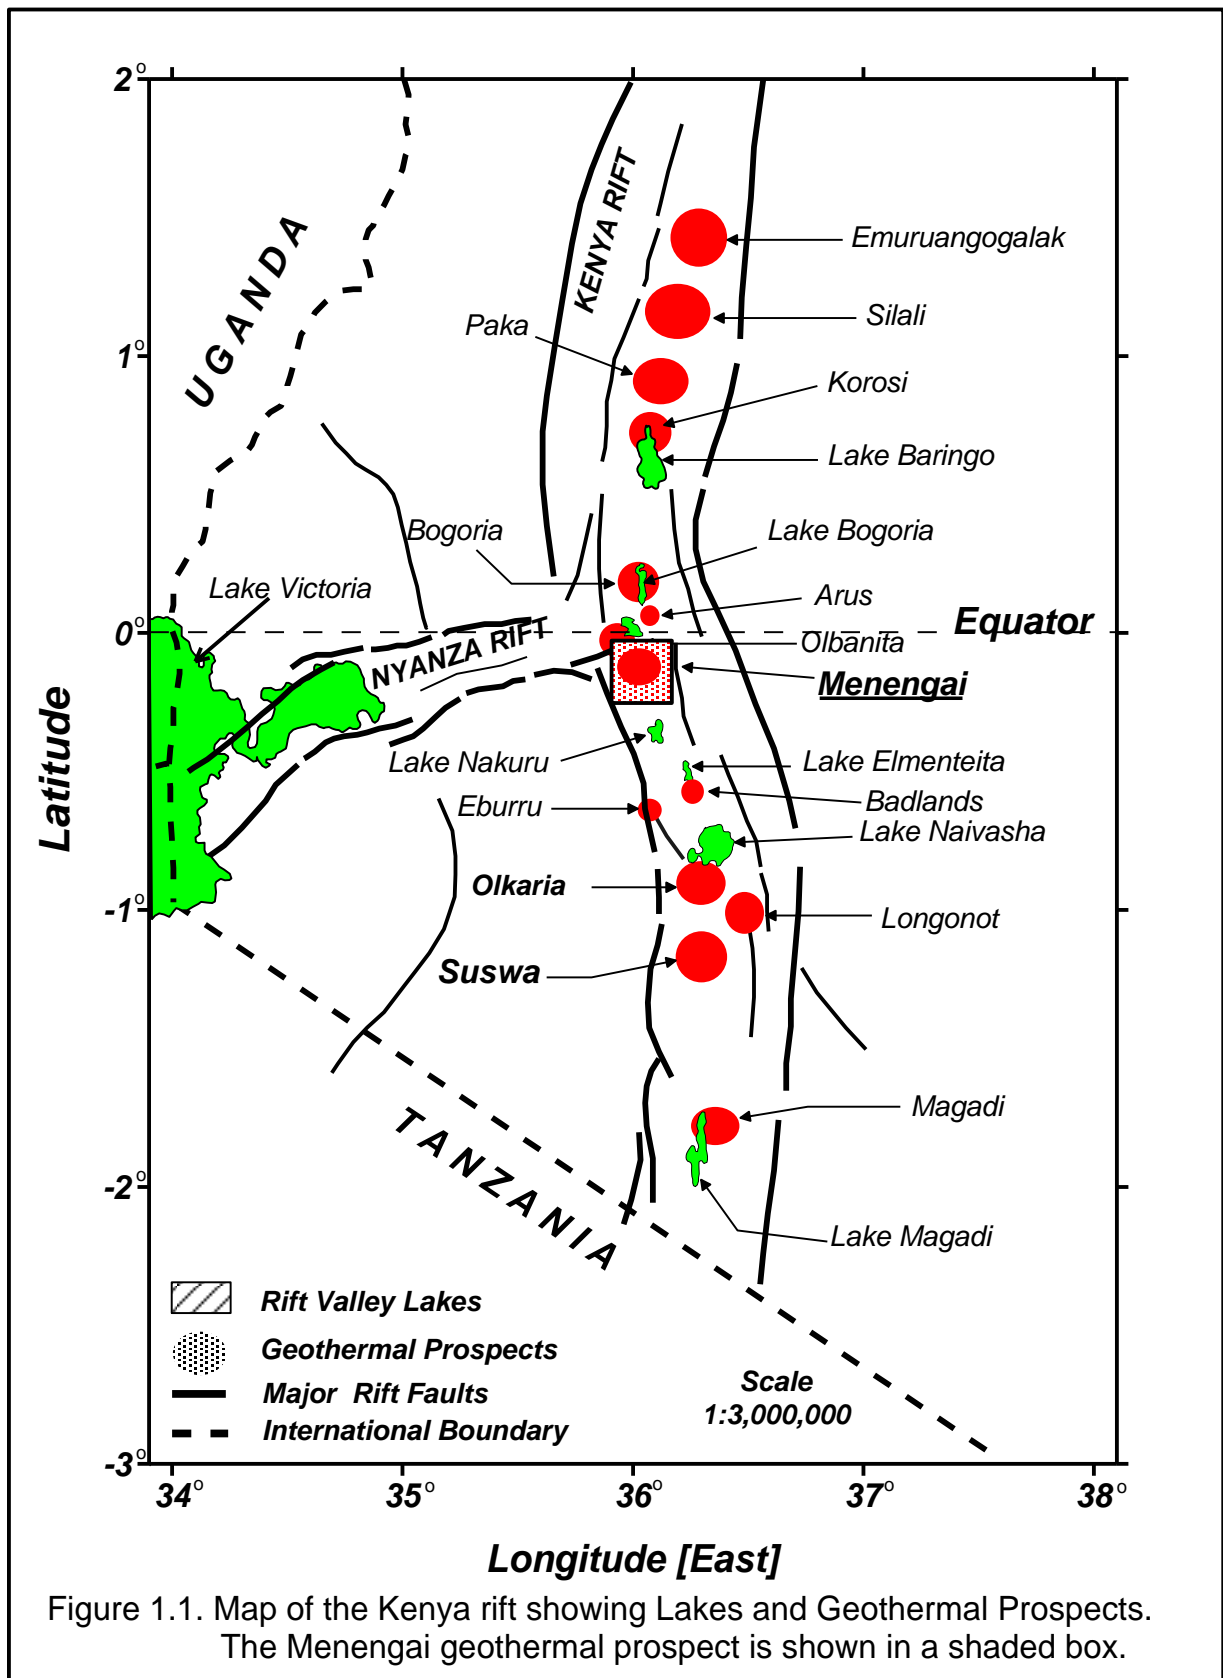 2°
UGANDA
KENYA RIFT
Emuruangogalak
Silali
Paka
1°
Korosi
Lake Baringo
Bogoria
Lake Bogoria
Lake Victoria
Arus
0°
Equator
NYANZA RIFT
Olbanita
Menengai
Latitude
Lake Nakuru
Lake Elmenteita
Eburru
Badlands
Lake Naivasha
Olkaria
-1°
Longonot
Suswa
Magadi
TANZANIA
-2°
Lake Magadi
Rift Valley Lakes
Geothermal Prospects
Major Rift Faults
International Boundary
Scale
1:3,000,000
-3°
34° 35° 36° 37° 38°
Longitude [East]
Figure 1.1. Map of the Kenya rift showing Lakes and Geothermal Prospects.
The Menengai geothermal prospect is shown in a shaded box.